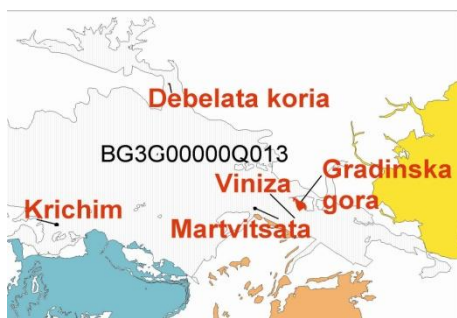 Debelata koria
BG3G00000Q013
Viniza
Gradinska
gora
Krichim
Martvitsata